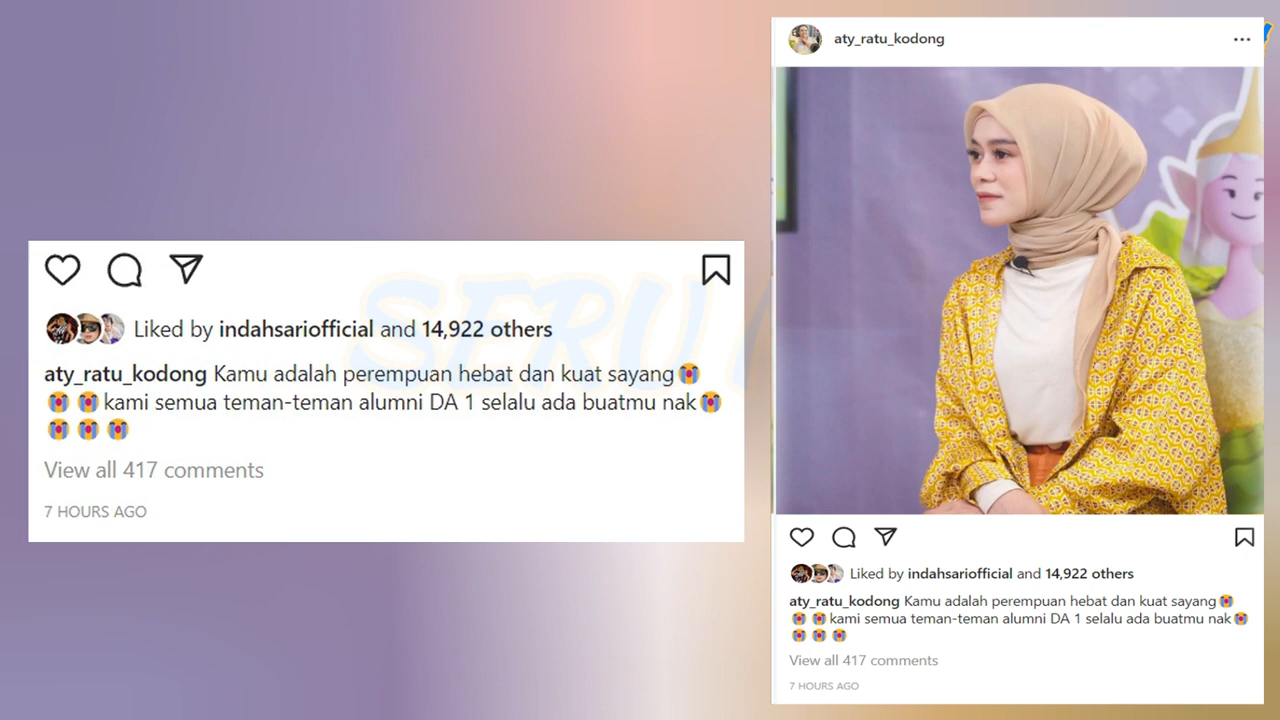 SERU
Liked by indahsariofficial and 14,922 others
aty_ratu_kodong Kamu adalah perempuan hebat dan kuat sayang😭
😭 😭kami semua teman-teman alumni DA 1 selalu ada buatmu nak😭
😭 😭 😭
View all 417 comments
7 HOURS AGO
aty_ratu_kodong
Liked by indahsariofficial and 14,922 others
aty_ratu_kodong Kamu adalah perempuan hebat dan kuat sayang😭
😭 😭kami semua teman-teman alumni DA 1 selalu ada buatmu nak😭
😭 😭 😭
View all 417 comments
7 HOURS AGO